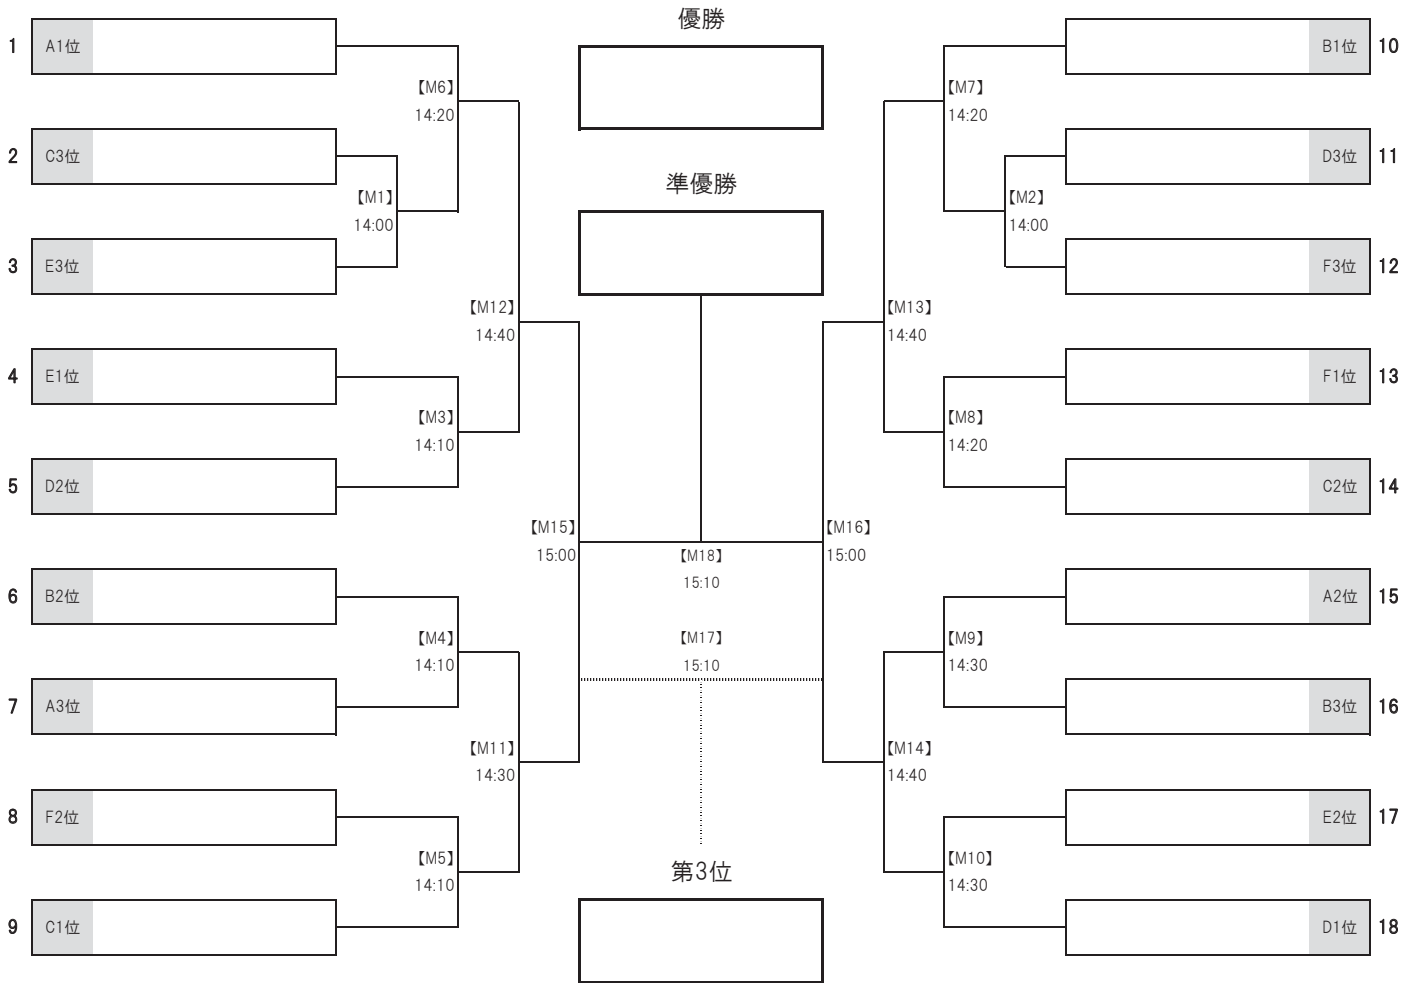 優勝
準優勝
第3位
1 A1位
2 C3位
3 E3位
4 E1位
5 D2位
6 B2位
7 A3位
8 F2位
9 C1位
【M6】
14:20
【M1】
14:00
【M12】
14:40
【M3】
14:10
【M15】
15:00
【M4】
14:10
【M11】
14:30
【M5】
14:10
【M18】
15:10
【M17】
15:10
【M7】
14:20
【M2】
14:00
【M13】
14:40
【M8】
14:20
【M16】
15:00
【M9】
14:30
【M14】
14:40
【M10】
14:30
B1位 10
D3位 11
F3位 12
F1位 13
C2位 14
A2位 15
B3位 16
E2位 17
D1位 18